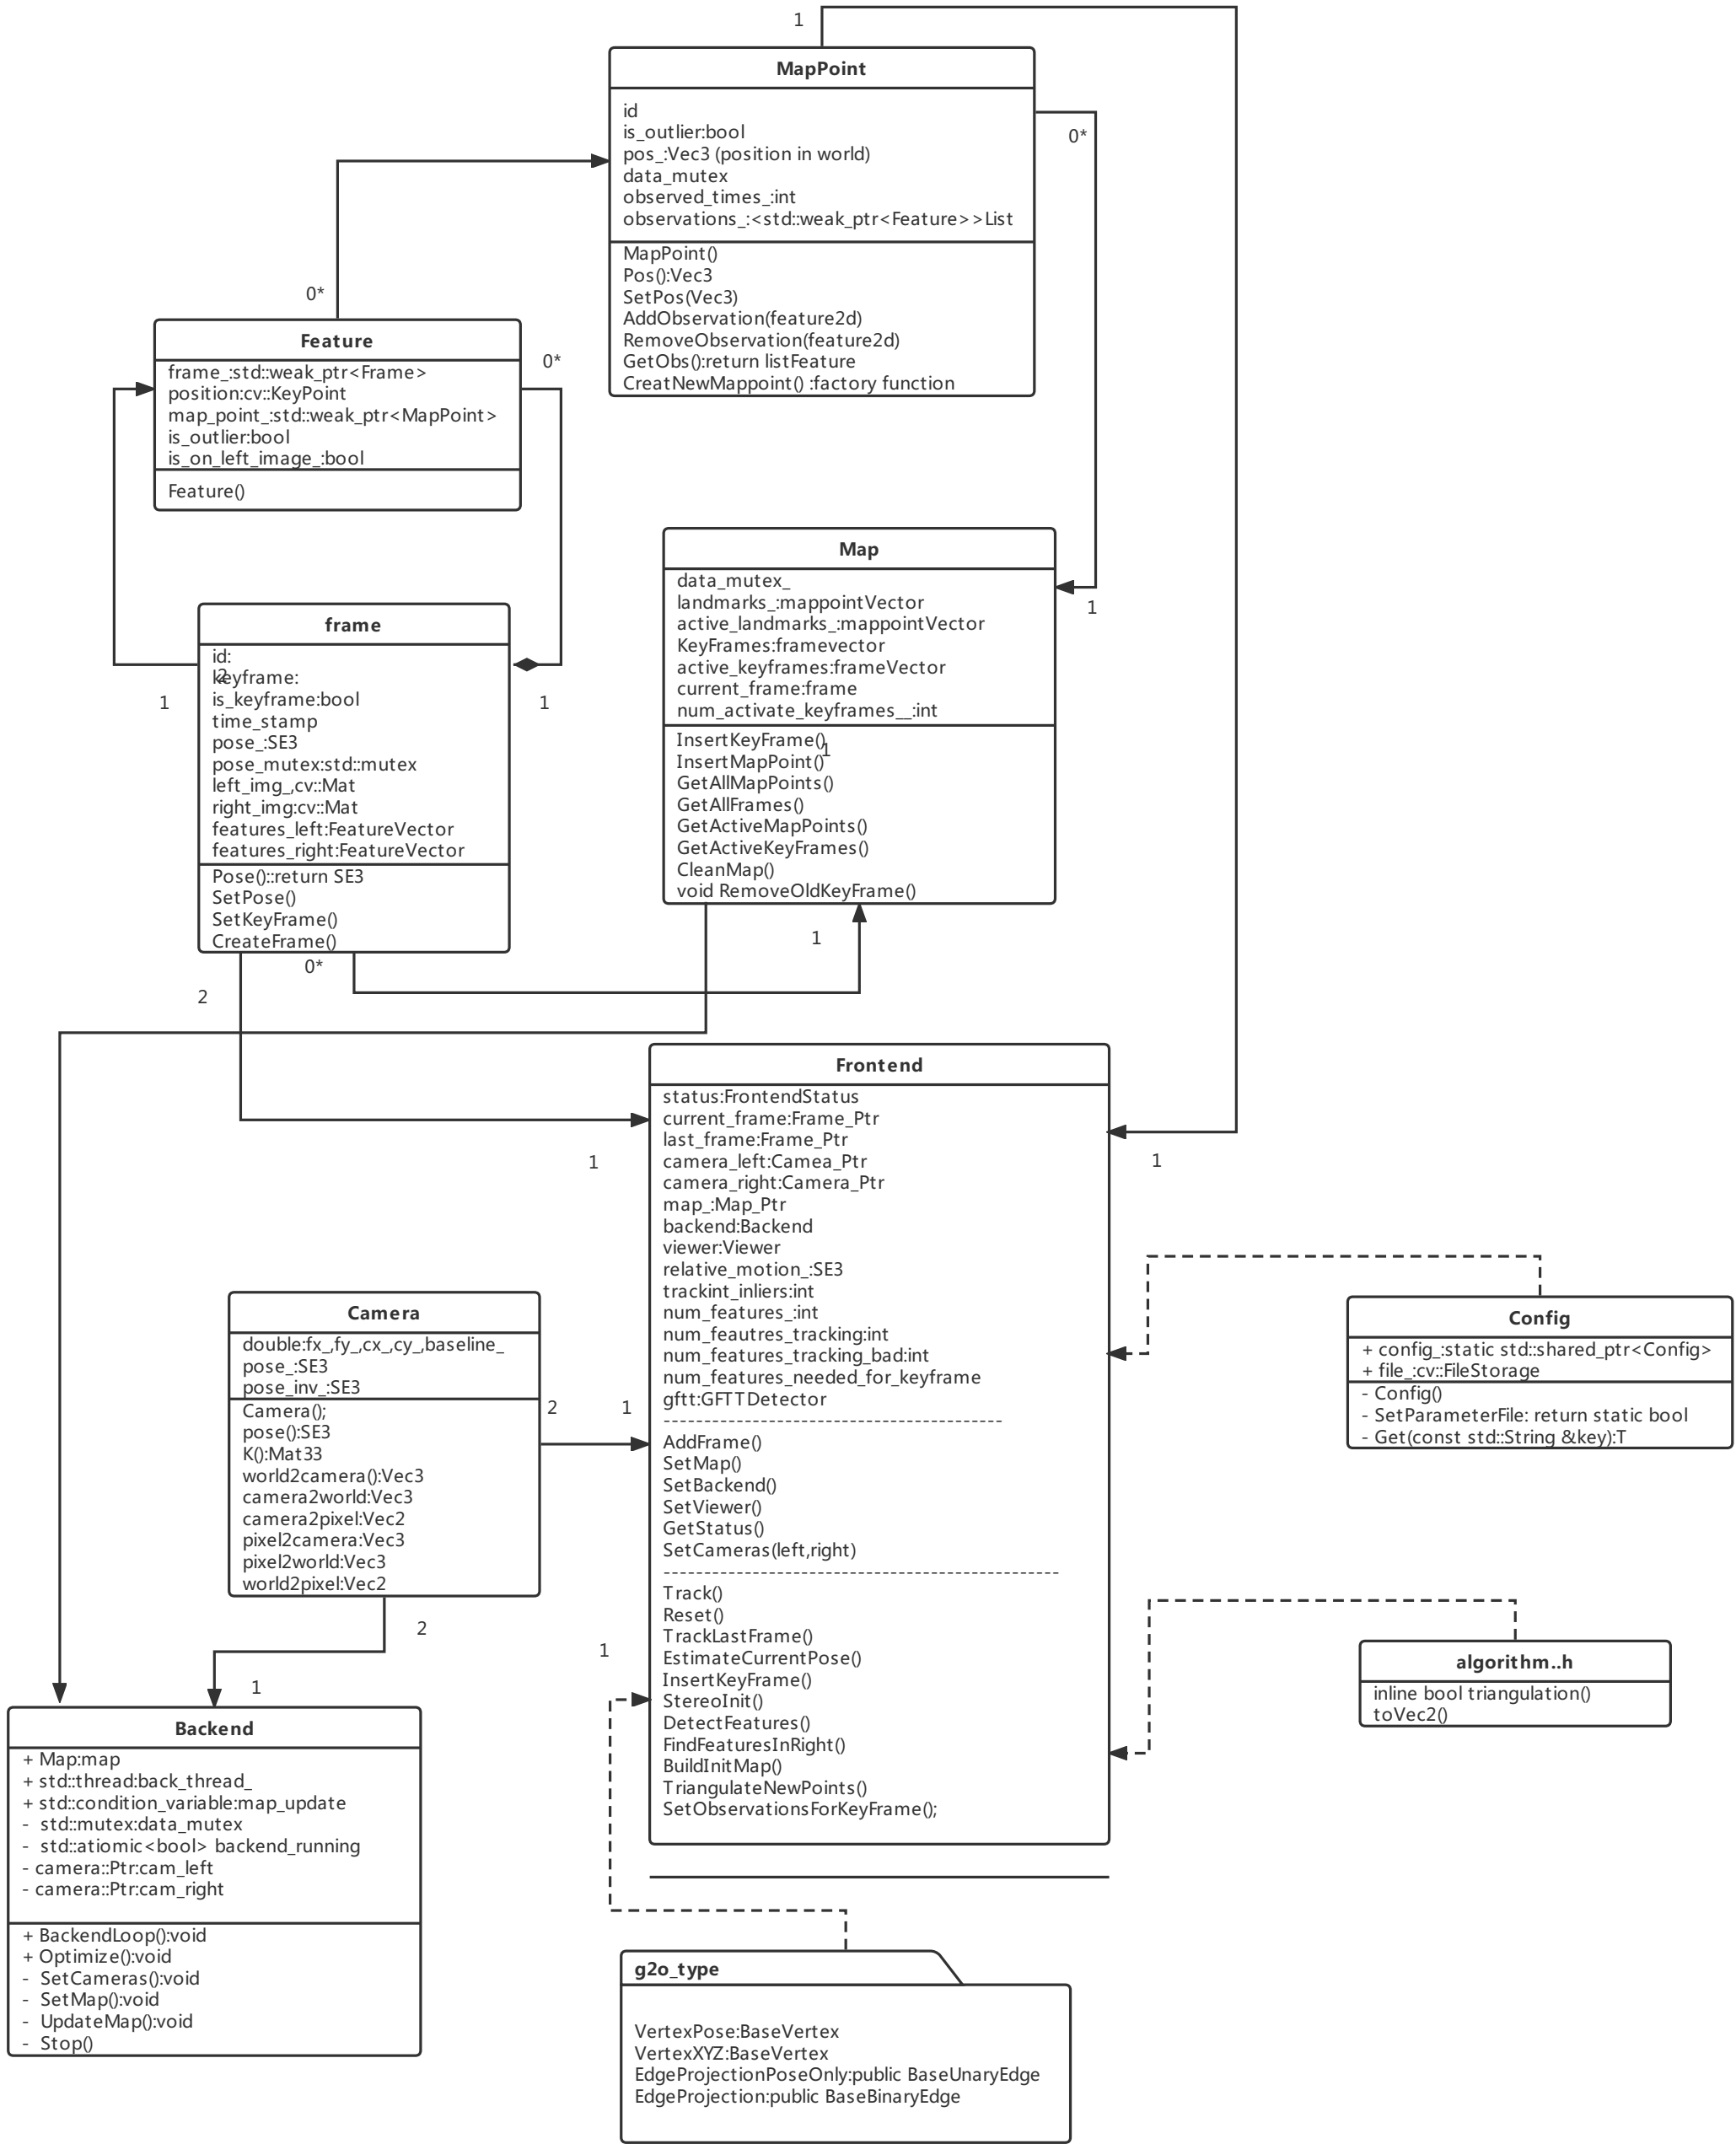 1
MapPoint
id
is_outlier:bool
pos_:Vec3 (position in world)
data_mutex
observed_times_:int
observations_:<std::weak_ptr<Feature>>List
MapPoint()
Pos():Vec3
SetPos(Vec3)
AddObservation(feature2d)
RemoveObservation(feature2d)
GetObs():return listFeature
CreatNewMappoint() :factory function
0*
0*
Feature
frame_:std::weak_ptr<Frame>
position:cv::KeyPoint
map_point_:std::weak_ptr<MapPoint>
is_outlier:bool
is_on_left_image_:bool
Feature()
0*
Map
data_mutex_
landmarks_:mappointVector
active_landmarks_:mappointVector
KeyFrames:framevector
active_keyframes:frameVector
current_frame:frame
num_activate_keyframes__:int
InsertKeyFrame()
1
InsertMapPoint()
GetAllMapPoints()
GetAllFrames()
GetActiveMapPoints()
GetActiveKeyFrames()
CleanMap()
void RemoveOldKeyFrame()
1
frame
id:
2
keyframe:
is_keyframe:bool
time_stamp
pose_:SE3
pose_mutex:std::mutex
left_img_,cv::Mat
right_img:cv::Mat
features_left:FeatureVector
features_right:FeatureVector
Pose()::return SE3
SetPose()
SetKeyFrame()
CreateFrame()
1
1
0*
1
2
Frontend
status:FrontendStatus
current_frame:Frame_Ptr
last_frame:Frame_Ptr
camera_left:Camea_Ptr
camera_right:Camera_Ptr
map_:Map_Ptr
backend:Backend
viewer:Viewer
relative_motion_:SE3
trackint_inliers:int
num_features_:int
num_feautres_tracking:int
num_features_tracking_bad:int
num_features_needed_for_keyframe
gftt:GFTTDetector
------------------------------------------
AddFrame()
SetMap()
SetBackend()
SetViewer()
GetStatus()
SetCameras(left,right)
-------------------------------------------------
Track()
Reset()
TrackLastFrame()
EstimateCurrentPose()
InsertKeyFrame()
StereoInit()
DetectFeatures()
FindFeaturesInRight()
BuildInitMap()
TriangulateNewPoints()
SetObservationsForKeyFrame();
1
1
Camera
double:fx_,fy_,cx_,cy_,baseline_
pose_:SE3
pose_inv_:SE3
Camera();
pose():SE3
K():Mat33
world2camera():Vec3
camera2world:Vec3
camera2pixel:Vec2
pixel2camera:Vec3
pixel2world:Vec3
world2pixel:Vec2
2
1
2
1
1
Config
+ config_:static std::shared_ptr<Config>
+ file_:cv::FileStorage
- Config()
- SetParameterFile: return static bool
- Get(const std::String &key):T
algorithm..h
inline bool triangulation()
toVec2()
Backend
+ Map:map
+ std::thread:back_thread_
+ std::condition_variable:map_update
- std::mutex:data_mutex
- std::atiomic<bool> backend_running
- camera::Ptr:cam_left
- camera::Ptr:cam_right
+ BackendLoop():void
+ Optimize():void
- SetCameras():void
- SetMap():void
- UpdateMap():void
- Stop()
g2o_type
VertexPose:BaseVertex
VertexXYZ:BaseVertex
EdgeProjectionPoseOnly:public BaseUnaryEdge
EdgeProjection:public BaseBinaryEdge